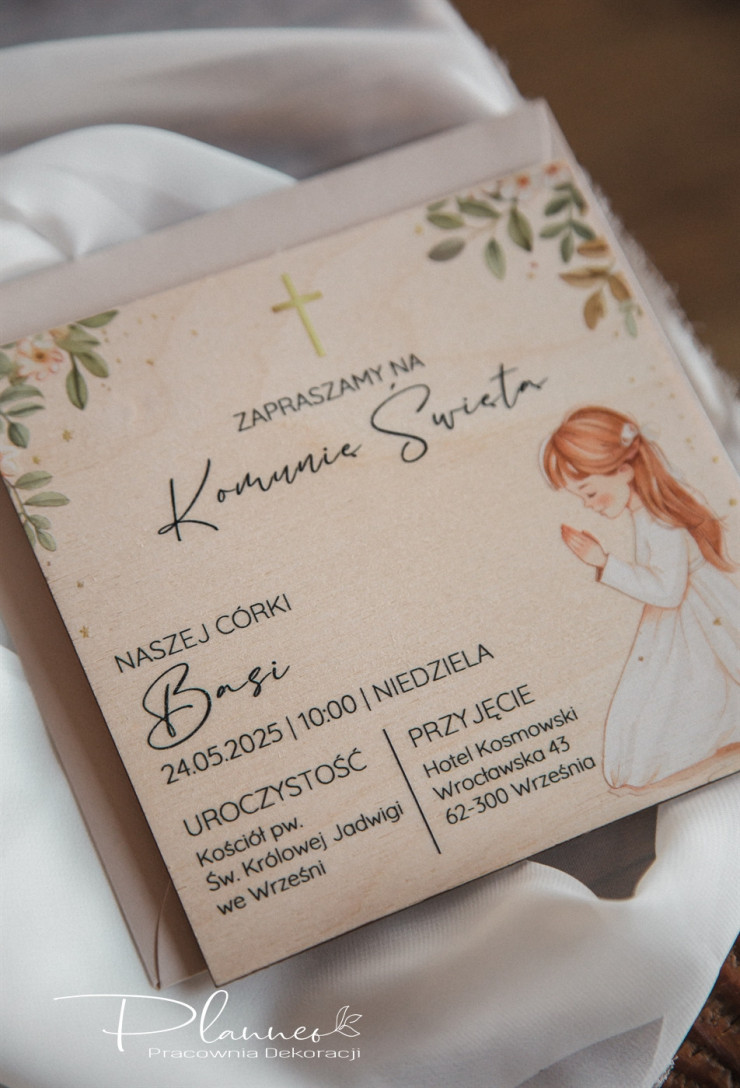 ZAPRASZAMY NA
Komunię Świętą
NASZEJ CÓRKI
Basi
24.05.2025 | 10:00 | NIEDZIELA
UROCZYSTOŚĆ
Kościół pw.
Św. Królowej Jadwigi
we Wrześni
PRZYJĘCIE
Hotel Kosmowski
Wrocławska 43
62-300 Września
Planneo
Pracownia Dekoracji